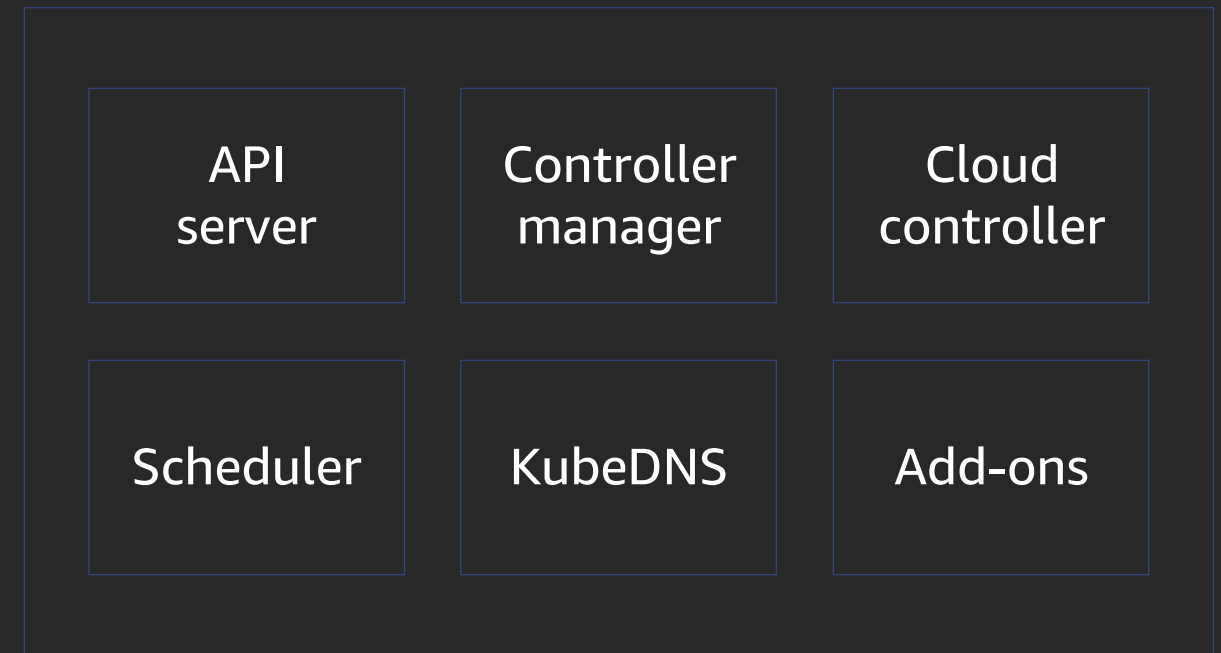 API
server
Controller
manager
Cloud
controller
Scheduler
KubeDNS
Add-ons